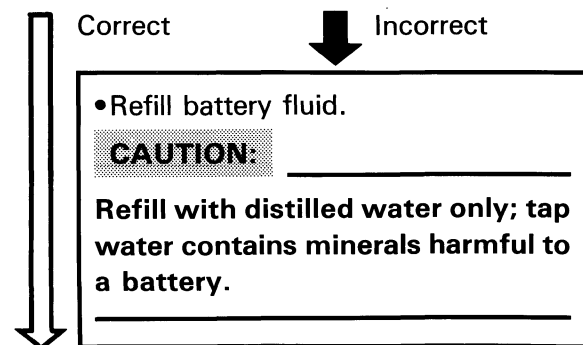 Correct Incorrect
•Refill battery fluid.
CAUTION:
Refill with distilled water only; tap
water contains minerals harmful to
a battery.